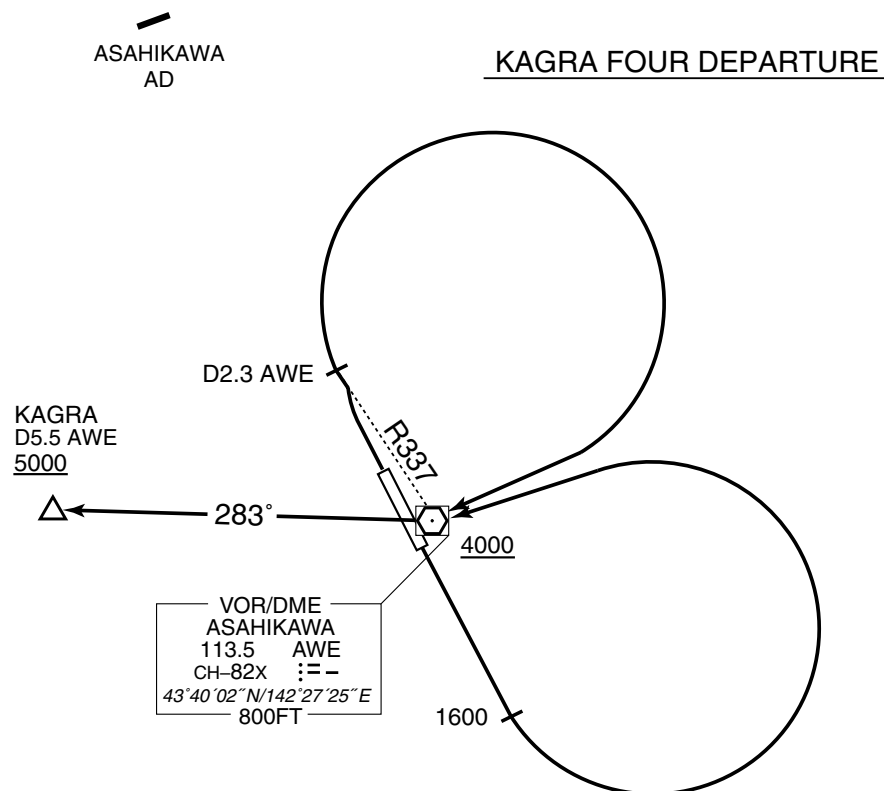 ASAHIKAWA
AD
KAGRA FOUR DEPARTURE
D2.3 AWE
R337
KAGRA
D5.5 AWE
5000
283°
4000
VOR/DME
ASAHIKAWA
113.5 AWE
CH–82X
43°40´02˝N/142°27´25˝E
800FT
1600